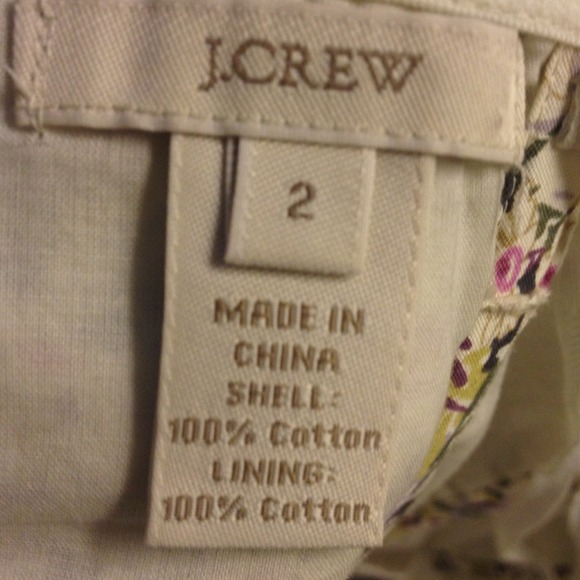 J.CREW
2
MADE IN
CHINA
SHELL:
100% Cotton
LINING:
100% Cotton